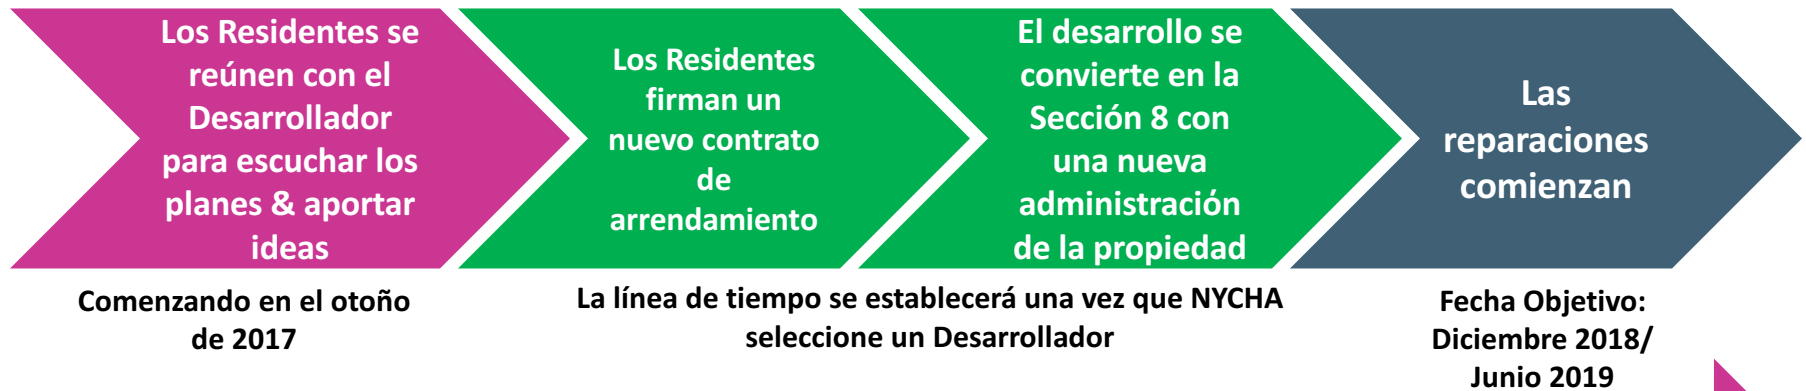 Los Residentes se
reúnen con el
Desarrollador
para escuchar los
planes & aportar
ideas
Los Residentes
firman un
nuevo contrato
de
arrendamiento
El desarrollo se
convierte en la
Sección 8 con
una nueva
administración
de la propiedad
Las
reparaciones
comienzan
Comenzando en el otoño
de 2017
La línea de tiempo se establecerá una vez que NYCHA
seleccione un Desarrollador
Fecha Objetivo:
Diciembre 2018/
Junio 2019